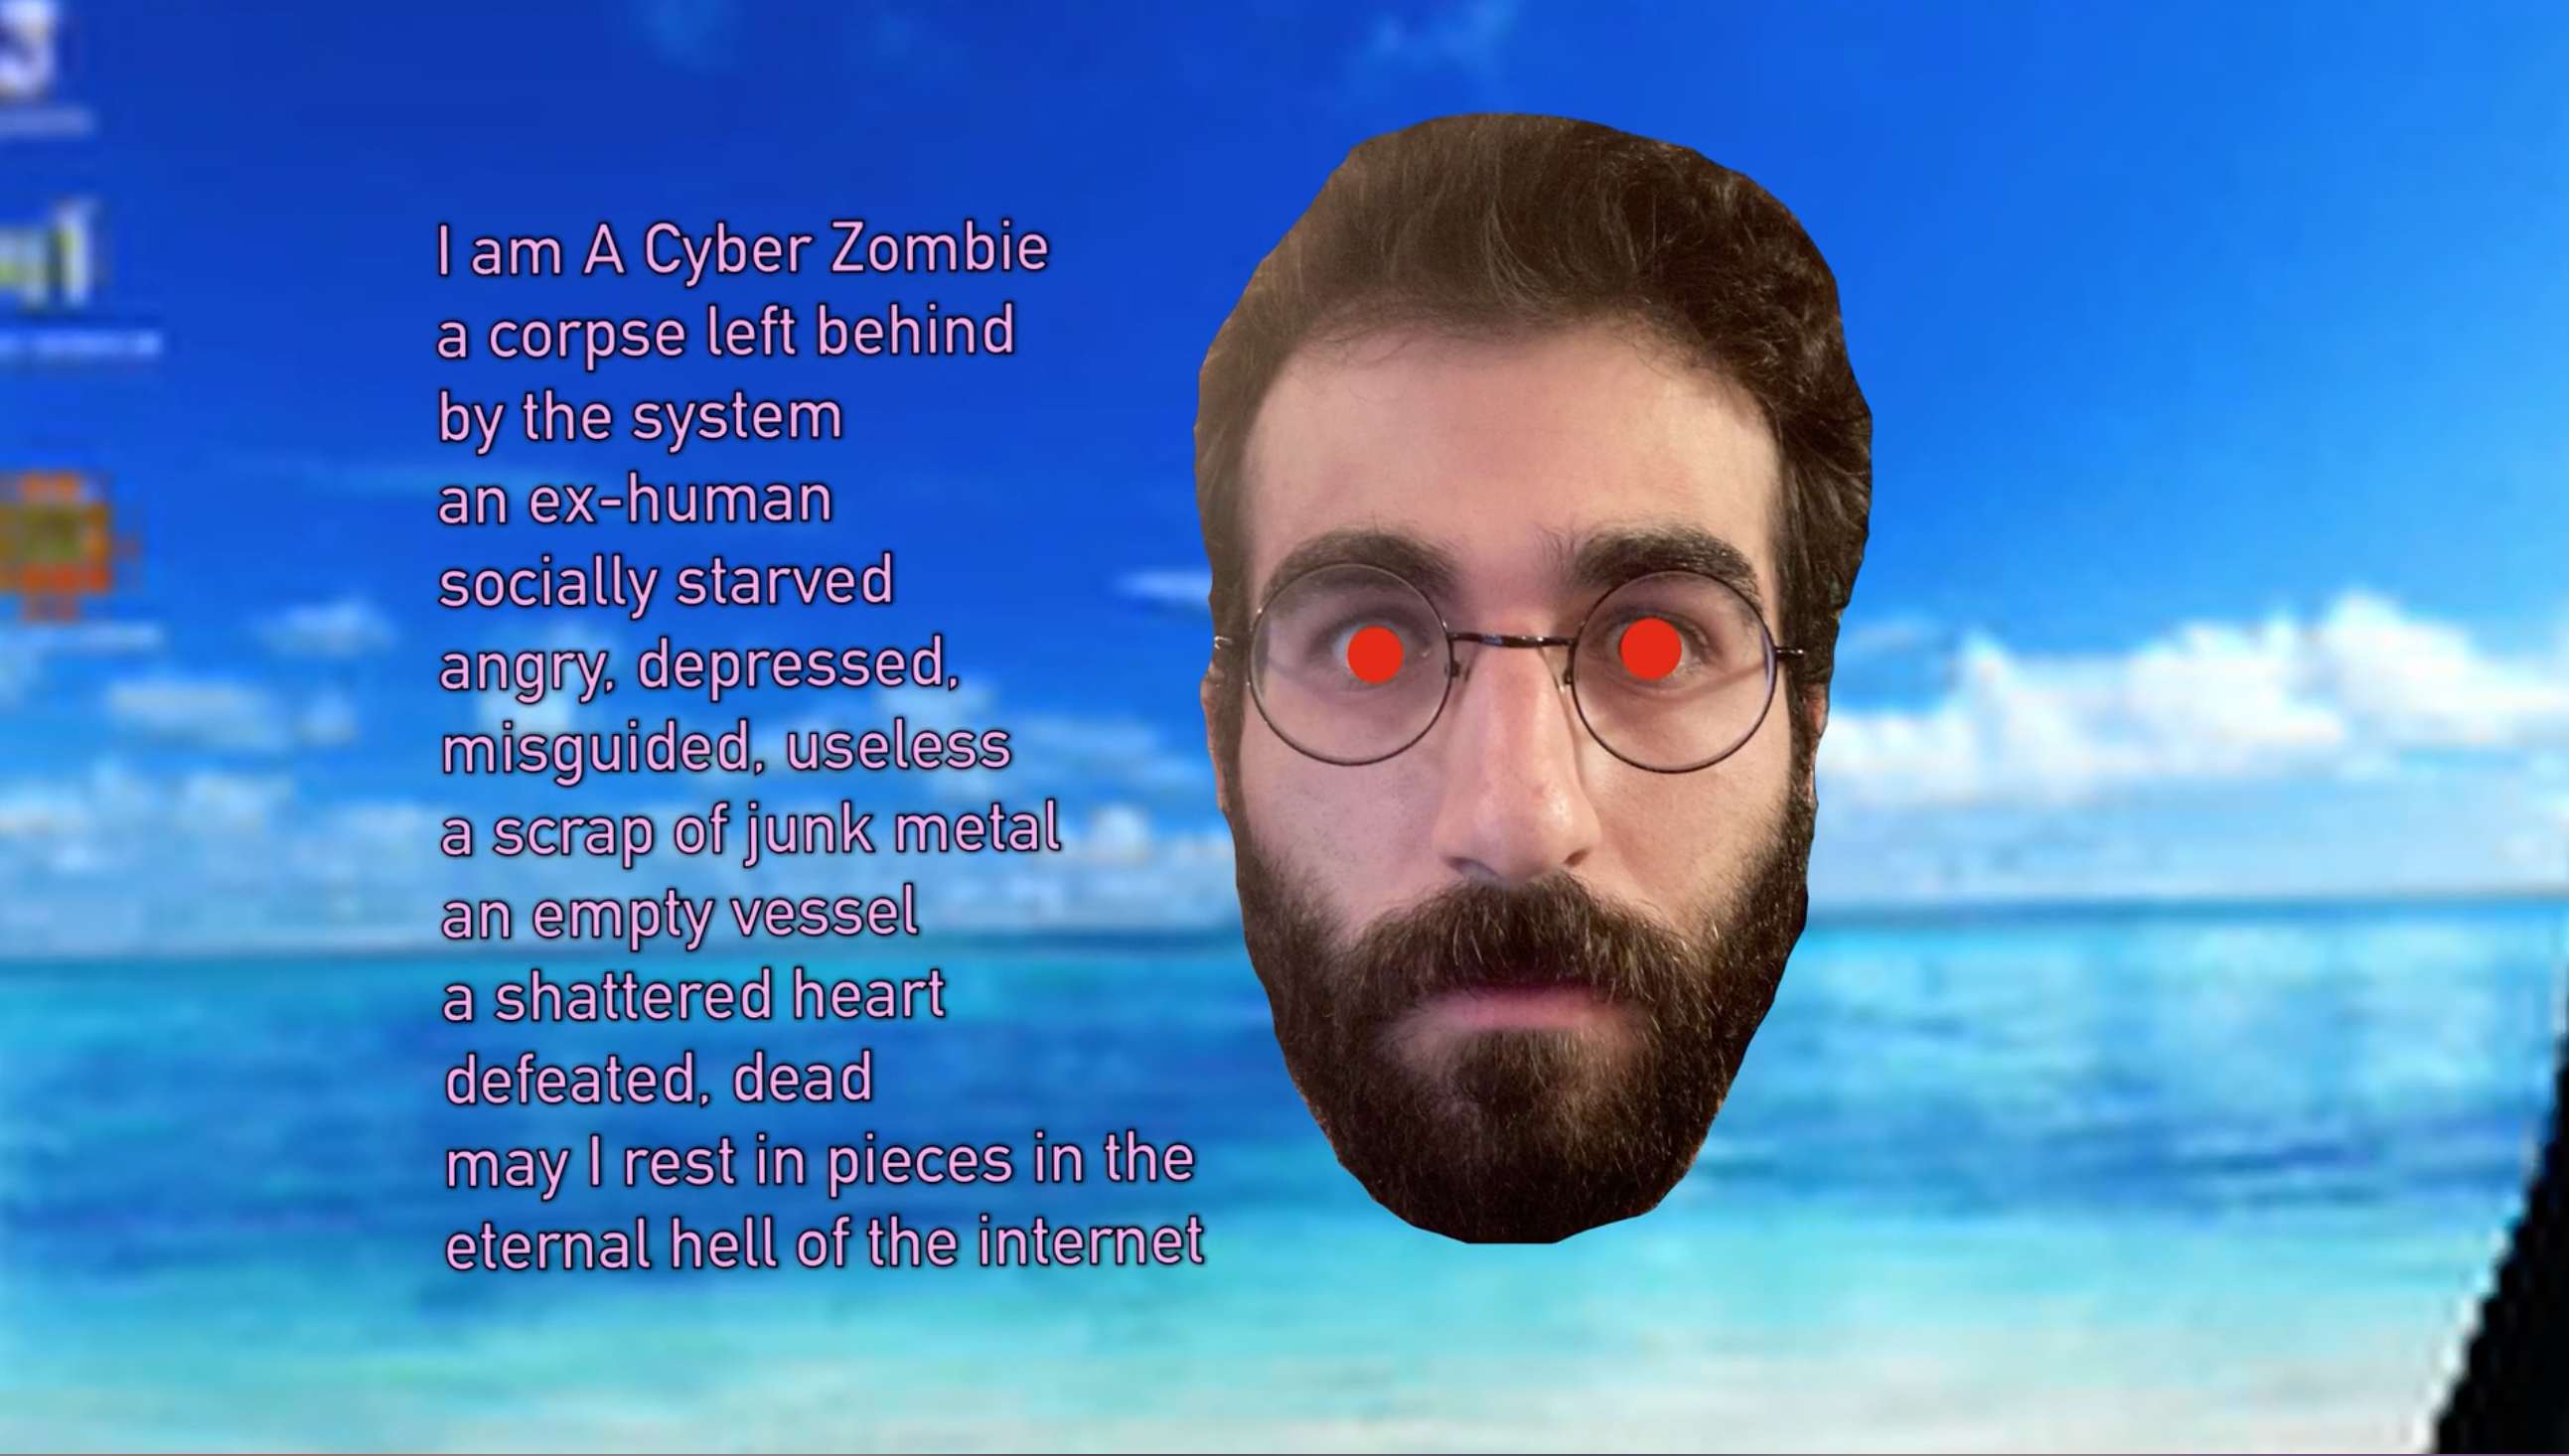 I am A Cyber Zombie
a corpse left behind
by the system
an ex-human
socially starved
angry, depressed,
misguided, useless
a scrap of junk metal
an empty vessel
a shattered heart
defeated, dead
may I rest in pieces in the
eternal hell of the internet